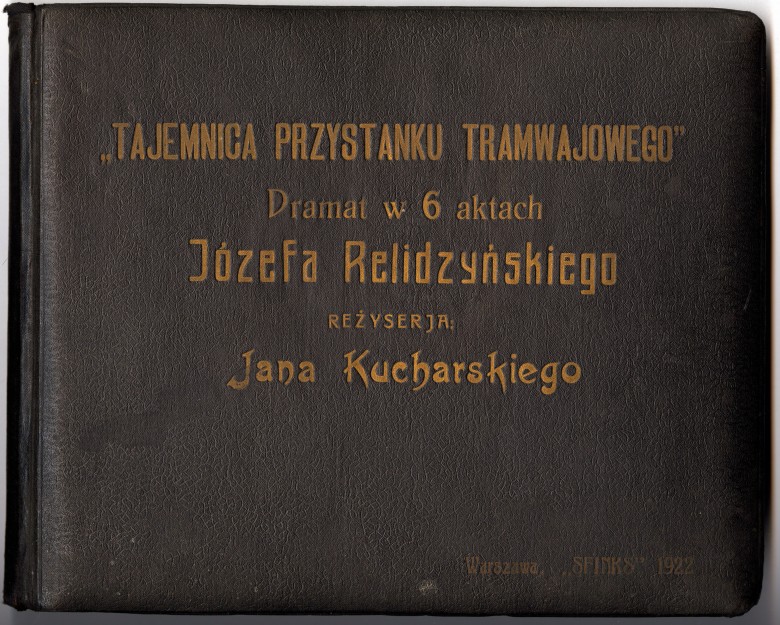 „TAJEMNICA PRZYSTANKU TRAMWAJOWEGO”
Dramat w 6 aktach
Józefa Relidzyńskiego
REŻYSERJA:
Jana Kucharskiego
Warszawa, „SFINKS” 1922